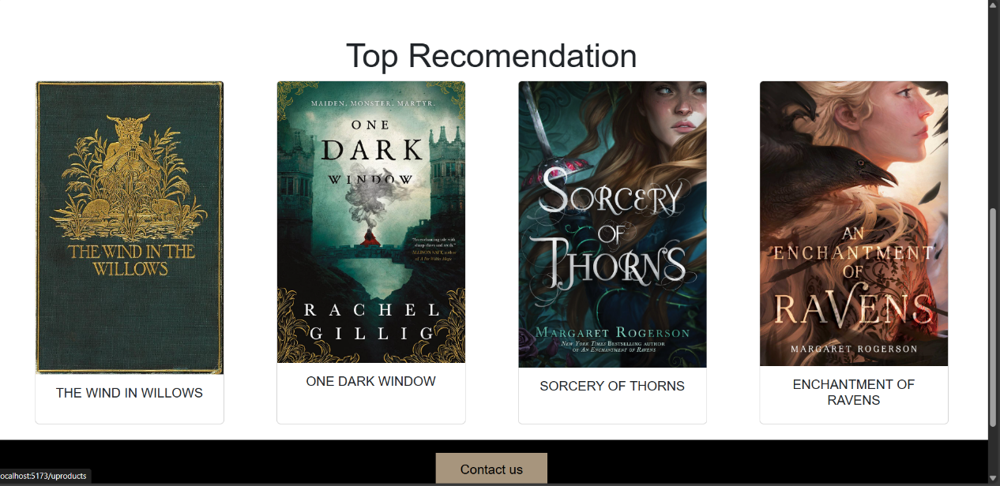 Top Recomendation
THE WIND IN THE
WILLOWS
THE WIND IN WILLOWS
MAIDEN. MONSTER. MARTYR.
ONE
DARK
WINDOW
"An enchanting tale with
sharp claws and teeth."
ALLISON SAFT, author
of A Far Wilder Magic
RACHEL
GILLIG
ONE DARK WINDOW
SORCERY
OF
THORNS
MARGARET ROGERSON
NEW YORK TIMES BESTSELLING AUTHOR
OF AN ENCHANTMENT OF RAVENS
SORCERY OF THORNS
AN
ENCHANTMENT
OF
RAVENS
MARGARET ROGERSON
ENCHANTMENT OF
RAVENS
Contact us
ocalhost:5173/uproducts